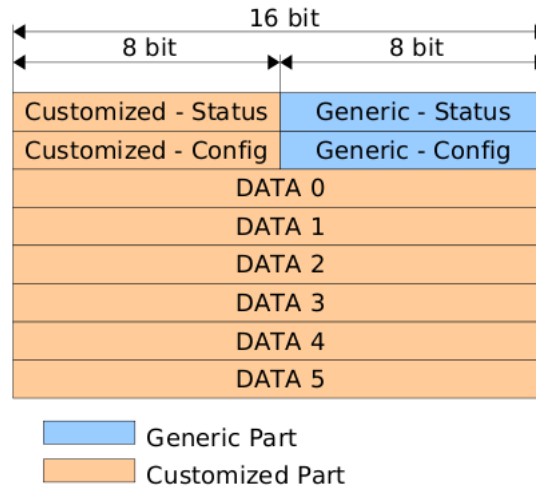 16 bit
8 bit 8 bit
Customized - Status Generic - Status
Customized - Config Generic - Config
DATA 0
DATA 1
DATA 2
DATA 3
DATA 4
DATA 5
Generic Part
Customized Part